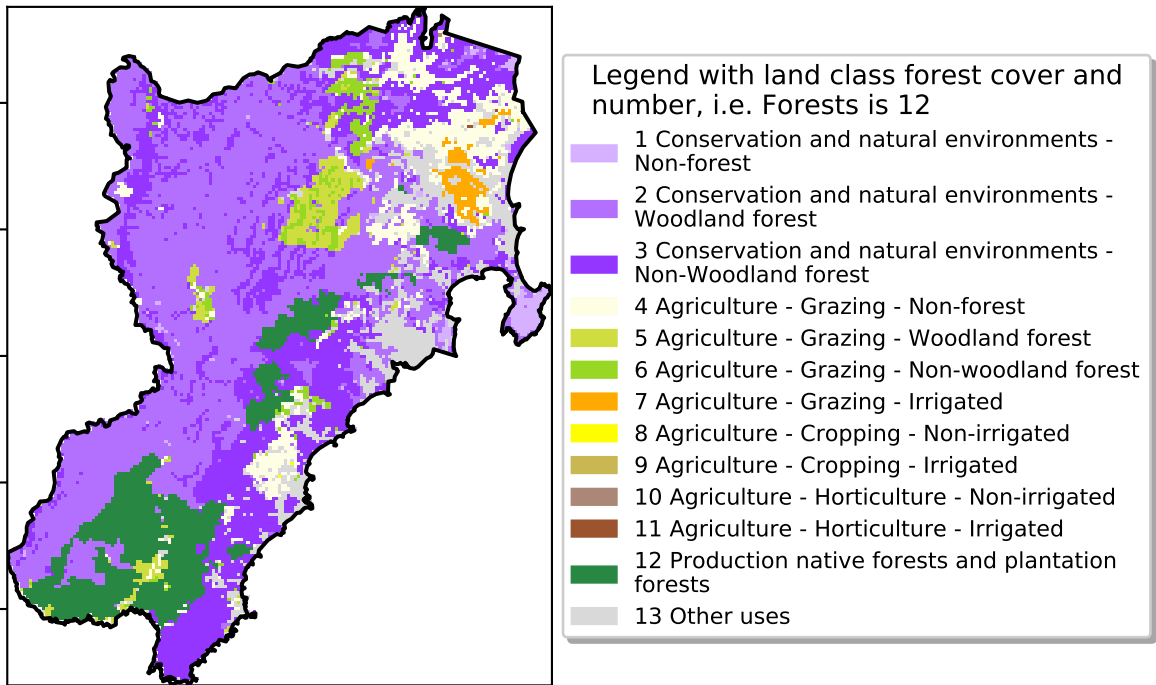 Legend with land class forest cover and
number, i.e. Forests is 12
1 Conservation and natural environments -
Non-forest
2 Conservation and natural environments -
Woodland forest
3 Conservation and natural environments -
Non-Woodland forest
4 Agriculture - Grazing - Non-forest
5 Agriculture - Grazing - Woodland forest
6 Agriculture - Grazing - Non-woodland forest
7 Agriculture - Grazing - Irrigated
8 Agriculture - Cropping - Non-irrigated
9 Agriculture - Cropping - Irrigated
10 Agriculture - Horticulture - Non-irrigated
11 Agriculture - Horticulture - Irrigated
12 Production native forests and plantation
forests
13 Other uses